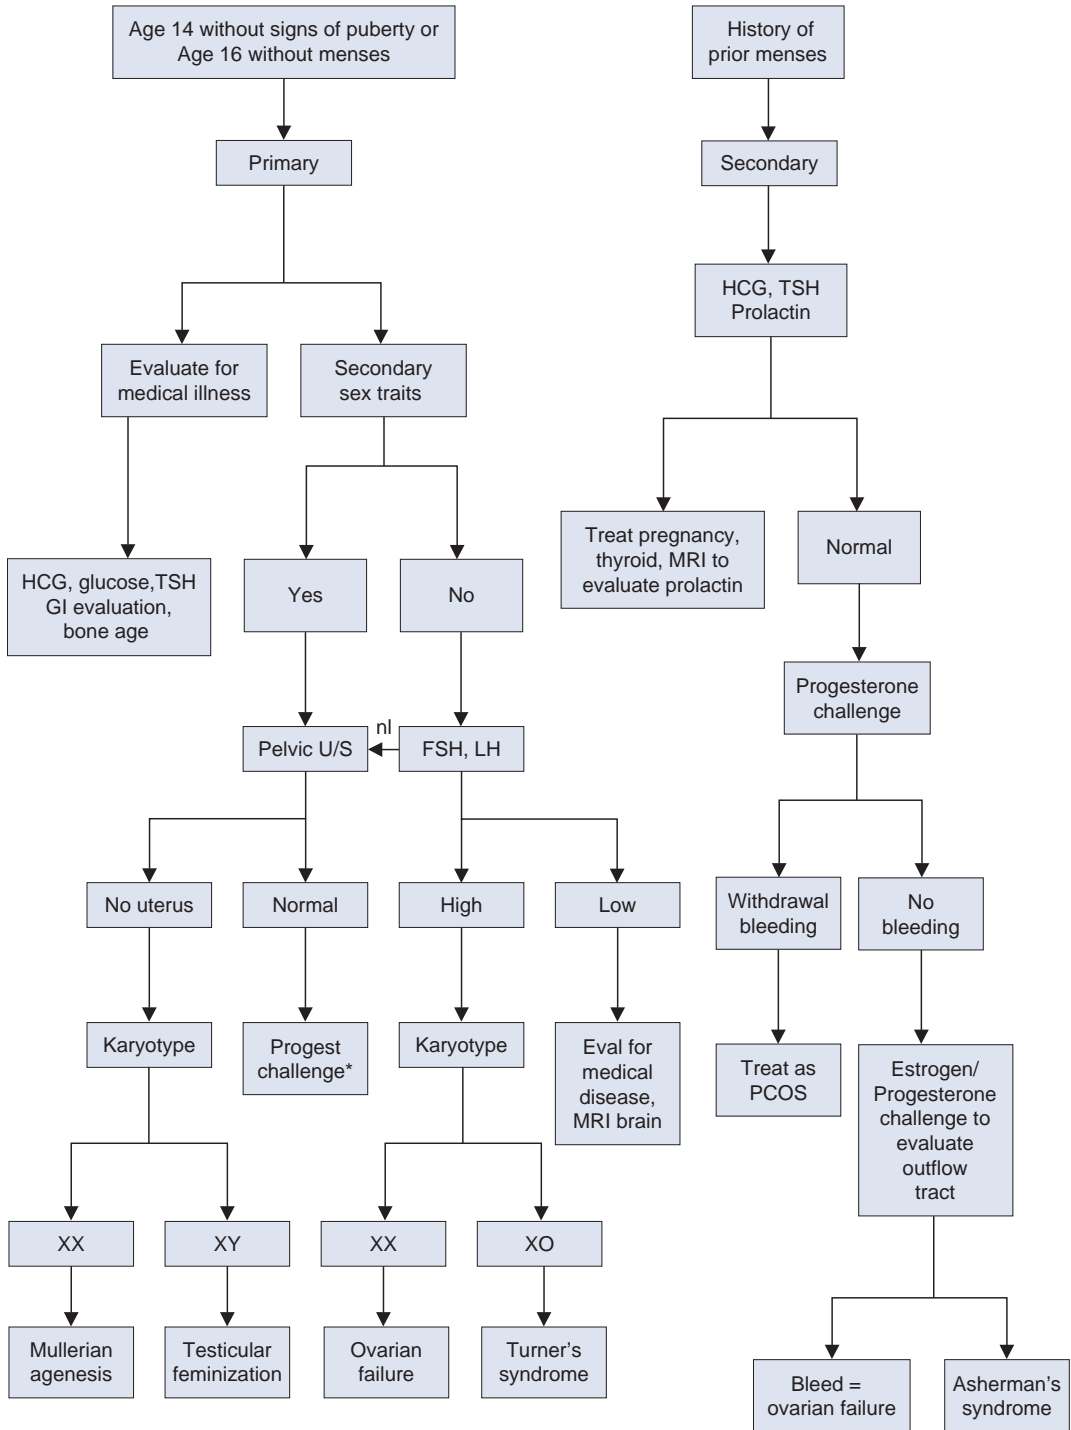 Age 14 without signs of puberty or
Age 16 without menses
History of
prior menses
Primary
Secondary
HCG, TSH
Prolactin
Evaluate for
medical illness
Secondary
sex traits
Treat pregnancy,
thyroid, MRI to
evaluate prolactin
Normal
HCG, glucose,TSH
GI evaluation,
bone age
Yes
No
Progesterone
challenge
Pelvic U/S
nl
FSH, LH
No uterus
Normal
High
Low
Withdrawal
bleeding
No
bleeding
Karyotype
Progest
challenge*
Karyotype
Eval for
medical
disease,
MRI brain
Treat as
PCOS
Estrogen/
Progesterone
challenge to
evaluate
outflow
tract
XX
XY
XX
XO
Mullerian
agenesis
Testicular
feminization
Ovarian
failure
Turner's
syndrome
Bleed =
ovarian failure
Asherman's
syndrome